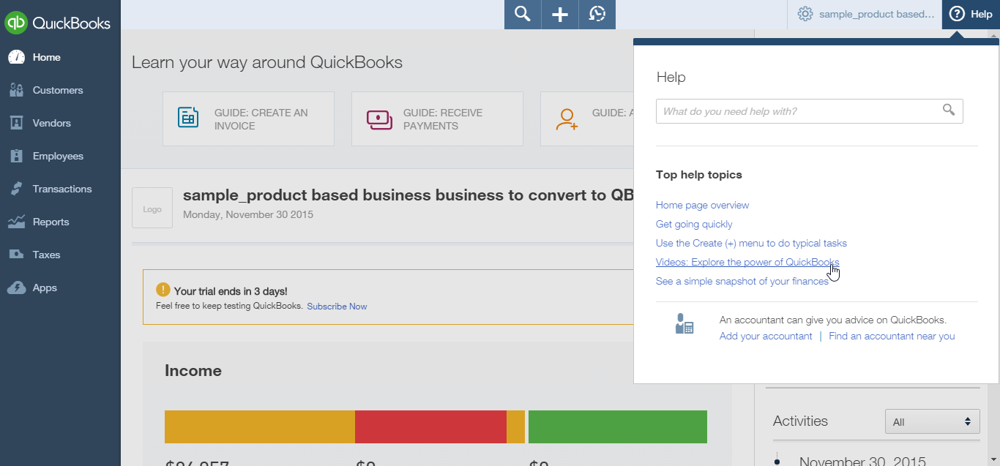 QuickBooks
sample_product based...
Help
Home
Customers
Vendors
Employees
Transactions
Reports
Taxes
Apps
Learn your way around QuickBooks
GUIDE: CREATE AN
INVOICE
GUIDE: RECEIVE
PAYMENTS
GUIDE: A
Logo
sample_product based business business to convert to QB
Monday, November 30 2015
Your trial ends in 3 days!
Feel free to keep testing QuickBooks. Subscribe Now
Income
Help
What do you need help with?
Top help topics
Home page overview
Get going quickly
Use the Create (+) menu to do typical tasks
Videos: Explore the power of QuickBooks
See a simple snapshot of your finances
An accountant can give you advice on QuickBooks.
Add your accountant | Find an accountant near you
Activities
All
November 30, 2015